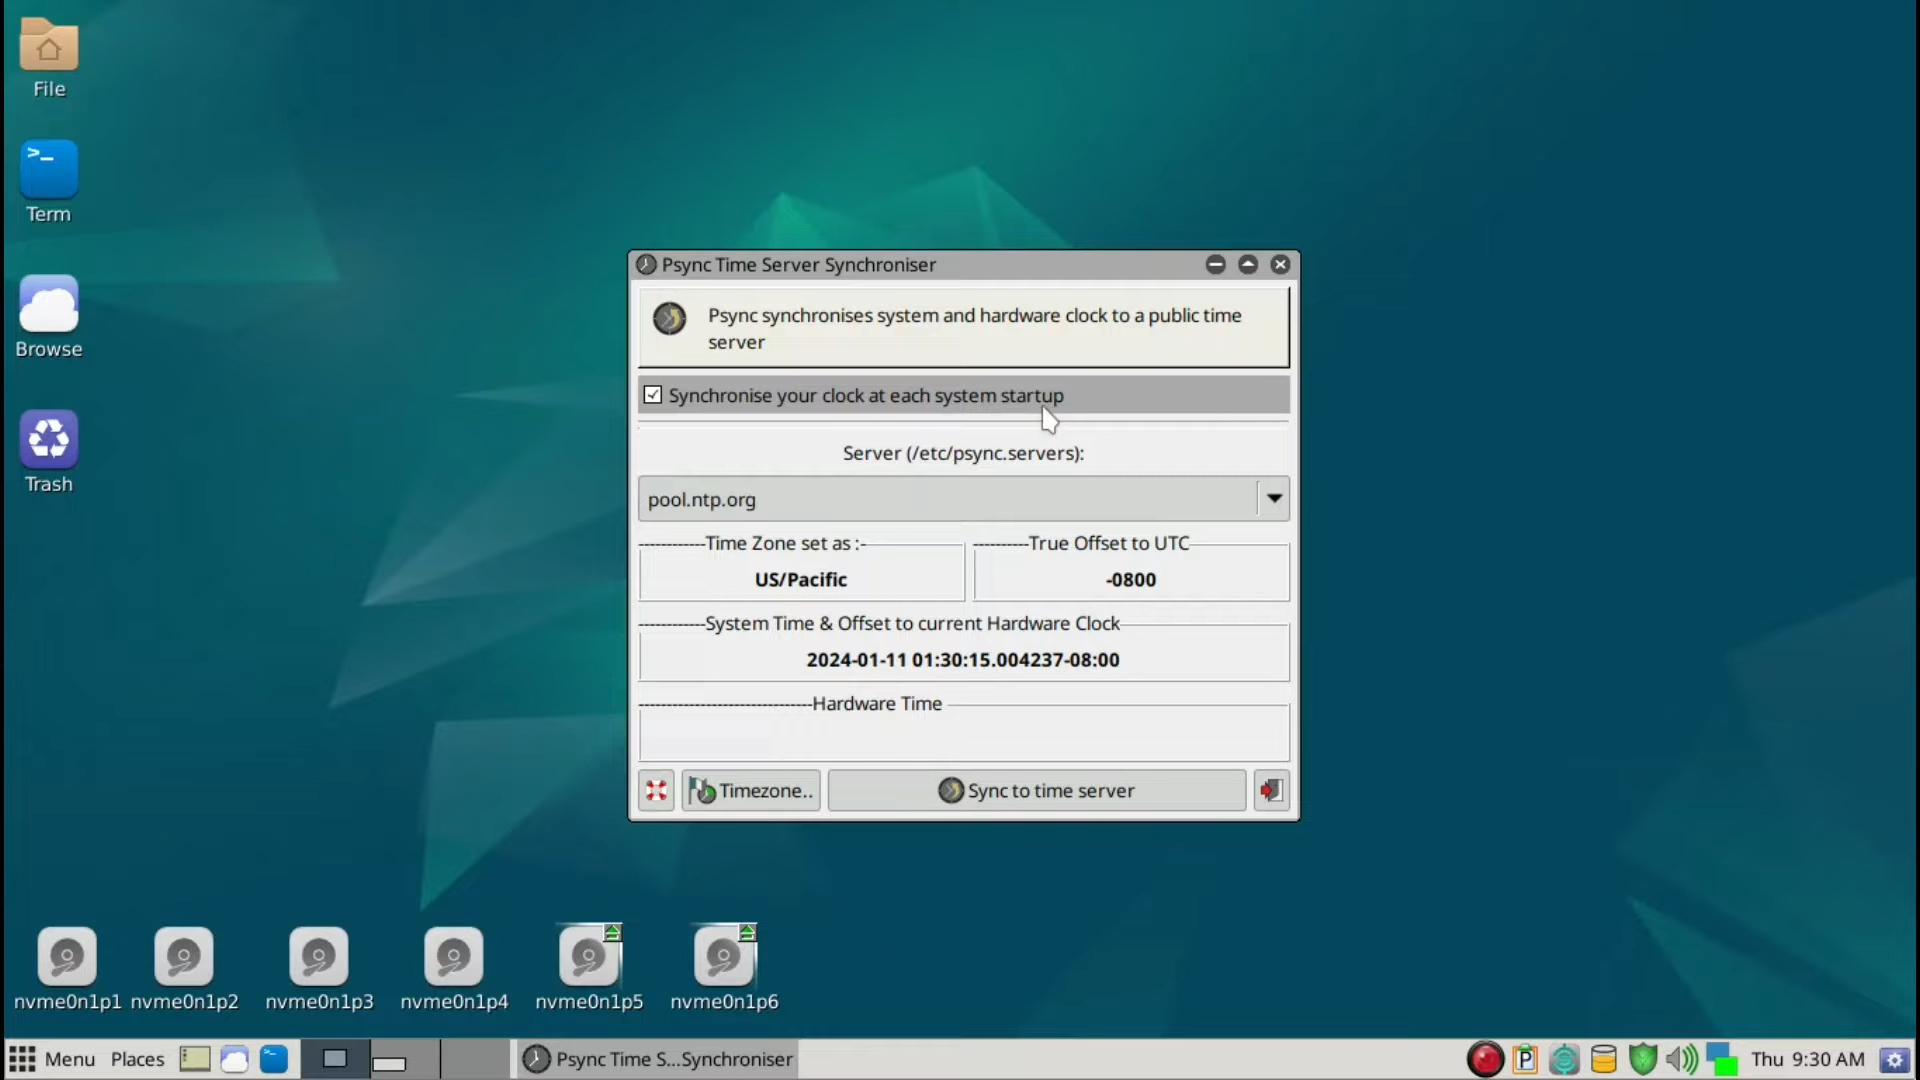 File
>_
Term
Browse
Trash
Psync Time Server Synchroniser
Psync synchronises system and hardware clock to a public time
server
Synchronise your clock at each system startup
Server (/etc/psync.servers):
pool.ntp.org
------------Time Zone set as :-
----------True Offset to UTC
US/Pacific
-0800
------------System Time & Offset to current Hardware Clock
2024-01-11 01:30:15.004237-08:00
-------------------------------Hardware Time
Timezone..
Sync to time server
nvme0n1p1
nvme0n1p2
nvme0n1p3
nvme0n1p4
nvme0n1p5
nvme0n1p6
Menu
Places
Psync Time S...Synchroniser
P
Thu 9:30 AM